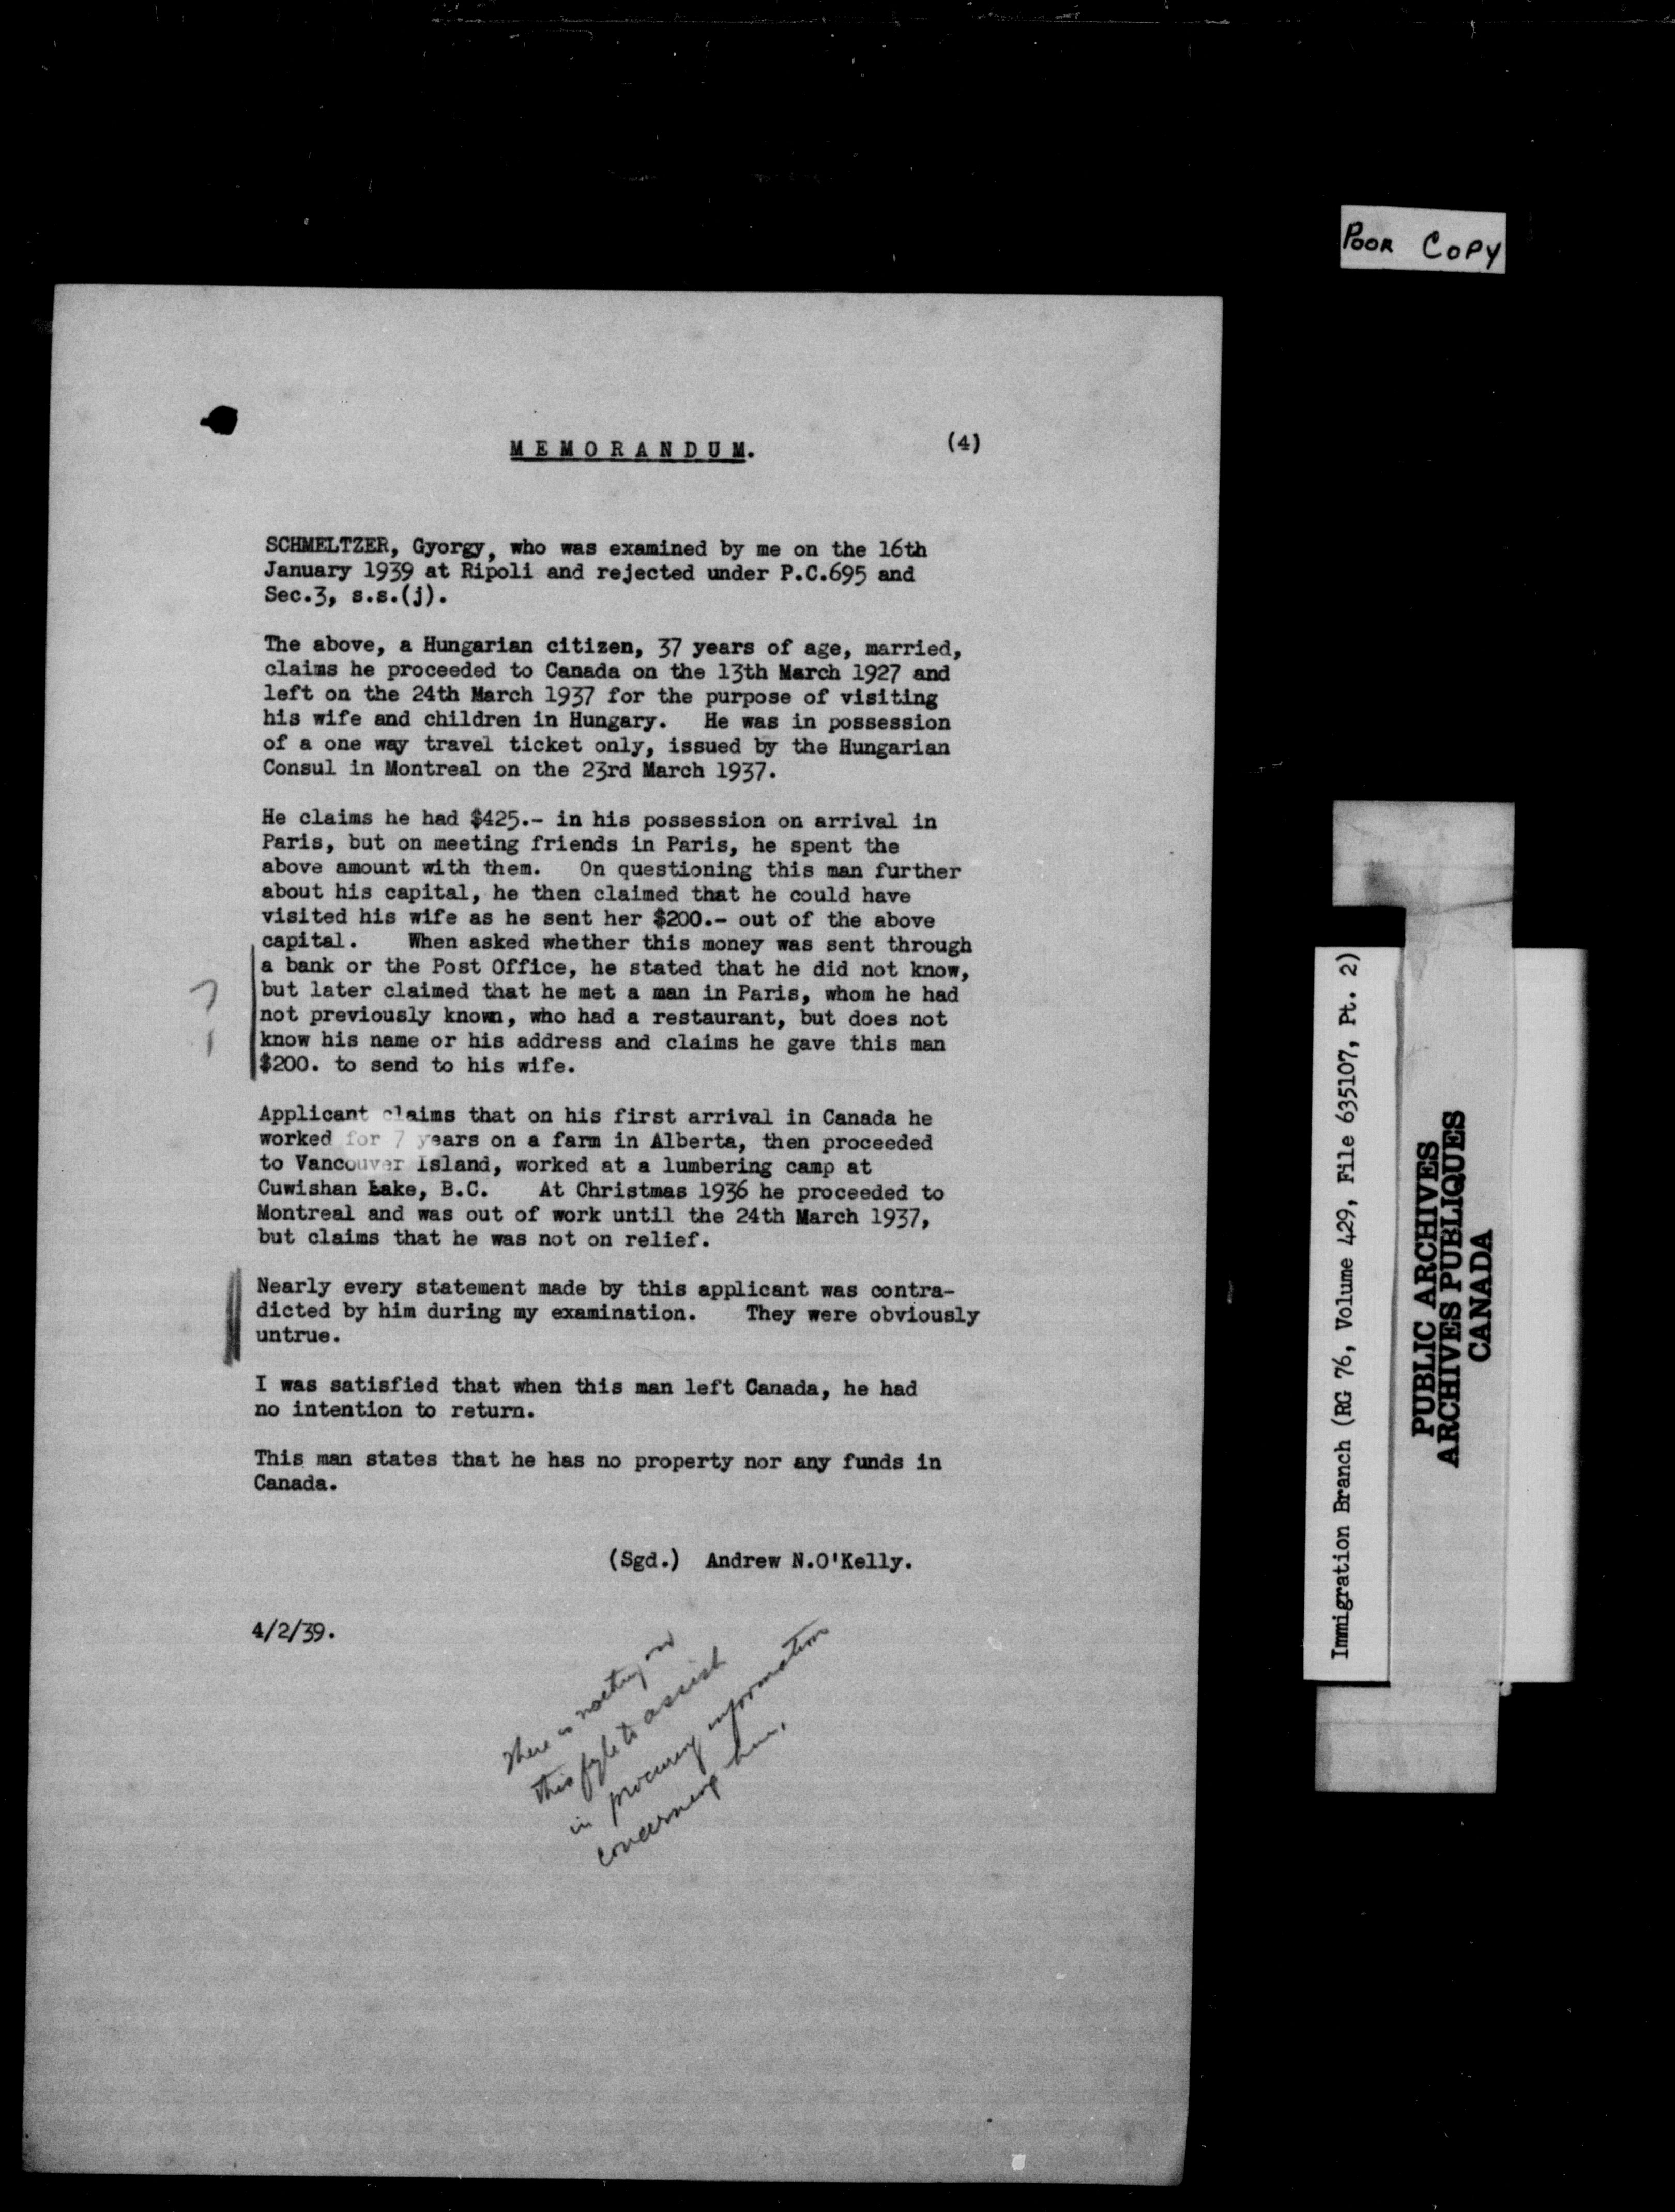 POOR COPY
MEMORANDUM. (4)
SCHMELTZER, Gyorgy, who was examined by me on the 16th
January 1939 at Ripoli and rejected under P.C.695 and
Sec.3, s.s.(j).
The above, a Hungarian citizen, 37 years of age, married,
claims he proceeded to Canada on the 13th March 1927 and
left on the 24th March 1937 for the purpose of visiting
his wife and children in Hungary. He was in possession
of a one way travel ticket only, issued by the Hungarian
Consul in Montreal on the 23rd March 1937.
He claims he had $425.- in his possession on arrival in
Paris, but on meeting friends in Paris, he spent the
above amount with them. On questioning this man further
about his capital, he then claimed that he could have
visited his wife as he sent her $200.- out of the above
capital. When asked whether this money was sent through
a bank or the Post Office, he stated that he did not know,
but later claimed that he met a man in Paris, whom he had
not previously known, who had a restaurant, but does not
know his name or his address and claims he gave this man
$200. to send to his wife.
?
Applicant claims that on his first arrival in Canada he
worked for 7 years on a farm in Alberta, then proceeded
to Vancouver Island, worked at a lumbering camp at
Cuwishan Lake, B.C. At Christmas 1936 he proceeded to
Montreal and was out of work until the 24th March 1937,
but claims that he was not on relief.
Nearly every statement made by this applicant was contra-
dicted by him during my examination. They were obviously
untrue.
I was satisfied that when this man left Canada, he had
no intention to return.
This man states that he has no property nor any funds in
Canada.
(Sgd.) Andrew N.O'Kelly.
4/2/39.
There is nothing on
this fyle to assist
in procuring information
concerning him.
Immigration Branch (RG 76, Volume 429, File 635107, Pt. 2)
PUBLIC ARCHIVES
ARCHIVES PUBLIQUES
CANADA